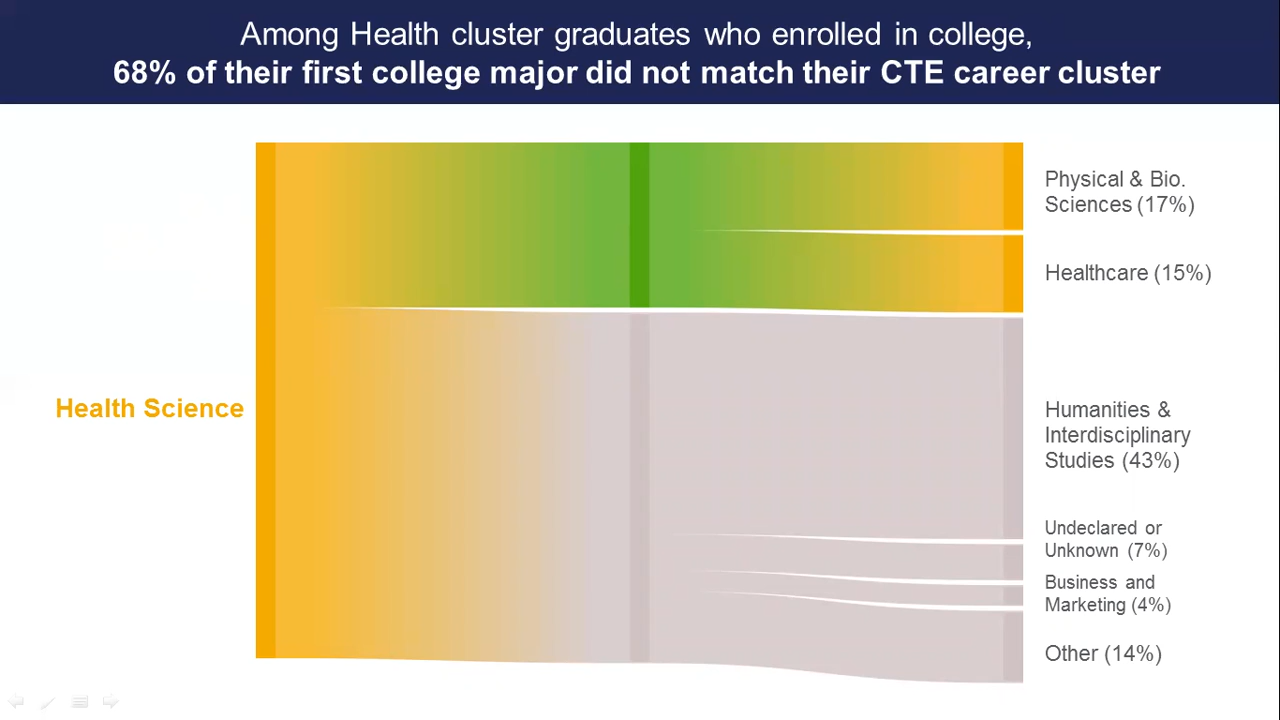 Among Health cluster graduates who enrolled in college,
68% of their first college major did not match their CTE career cluster
Physical & Bio.
Sciences (17%)
Healthcare (15%)
Health Science
Humanities &
Interdisciplinary
Studies (43%)
Undeclared or
Unknown (7%)
Business and
Marketing (4%)
Other (14%)